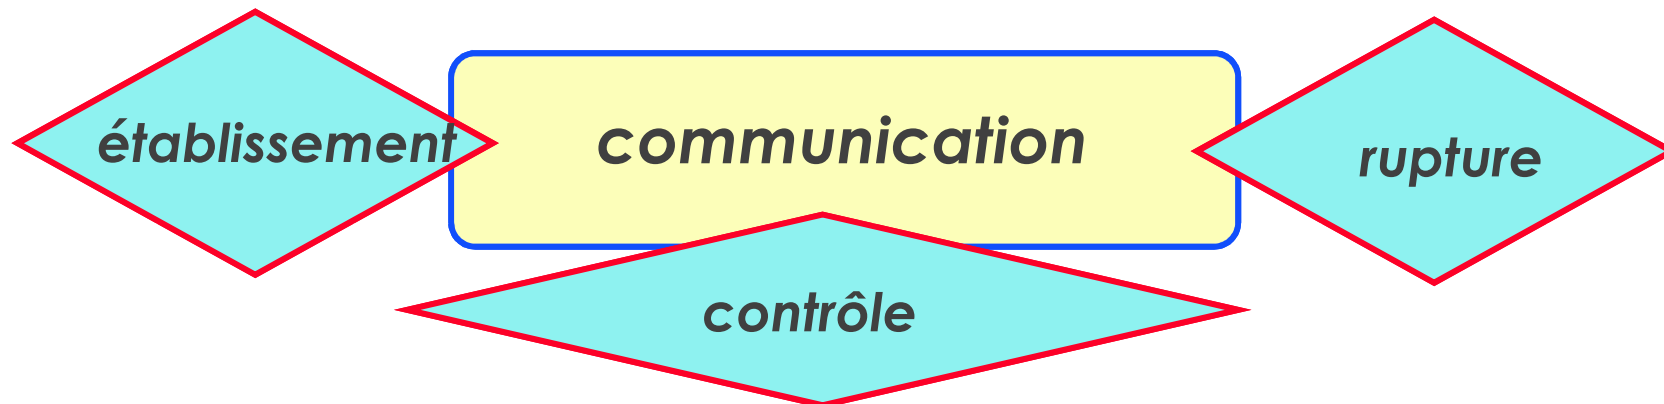 établissement
communication
rupture
contrôle